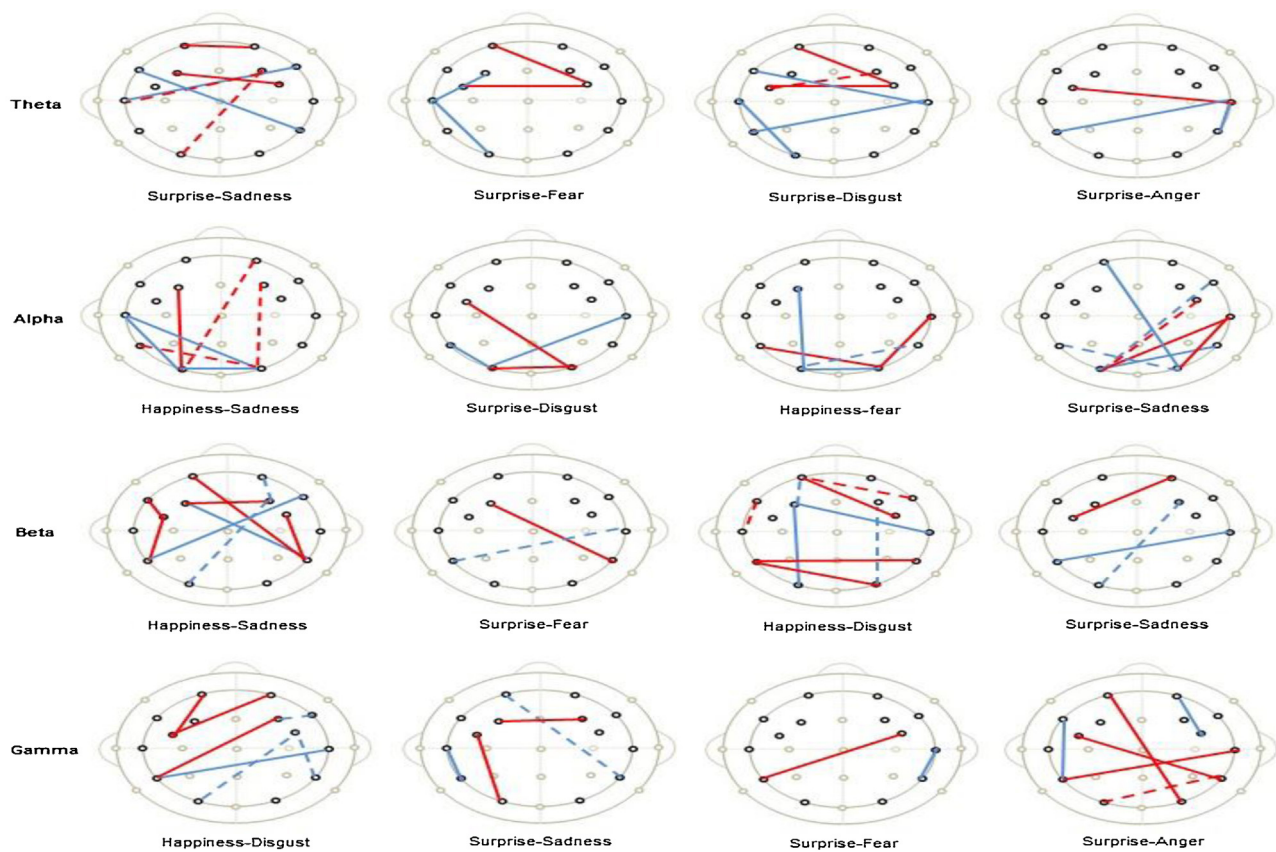 Theta
Surprise-Sadness
Surprise-Fear
Surprise-Disgust
Surprise-Anger
Alpha
Happiness-Sadness
Surprise-Disgust
Happiness-fear
Surprise-Sadness
Beta
Happiness-Sadness
Surprise-Fear
Happiness-Disgust
Surprise-Sadness
Gamma
Happiness-Disgust
Surprise-Sadness
Surprise-Fear
Surprise-Anger